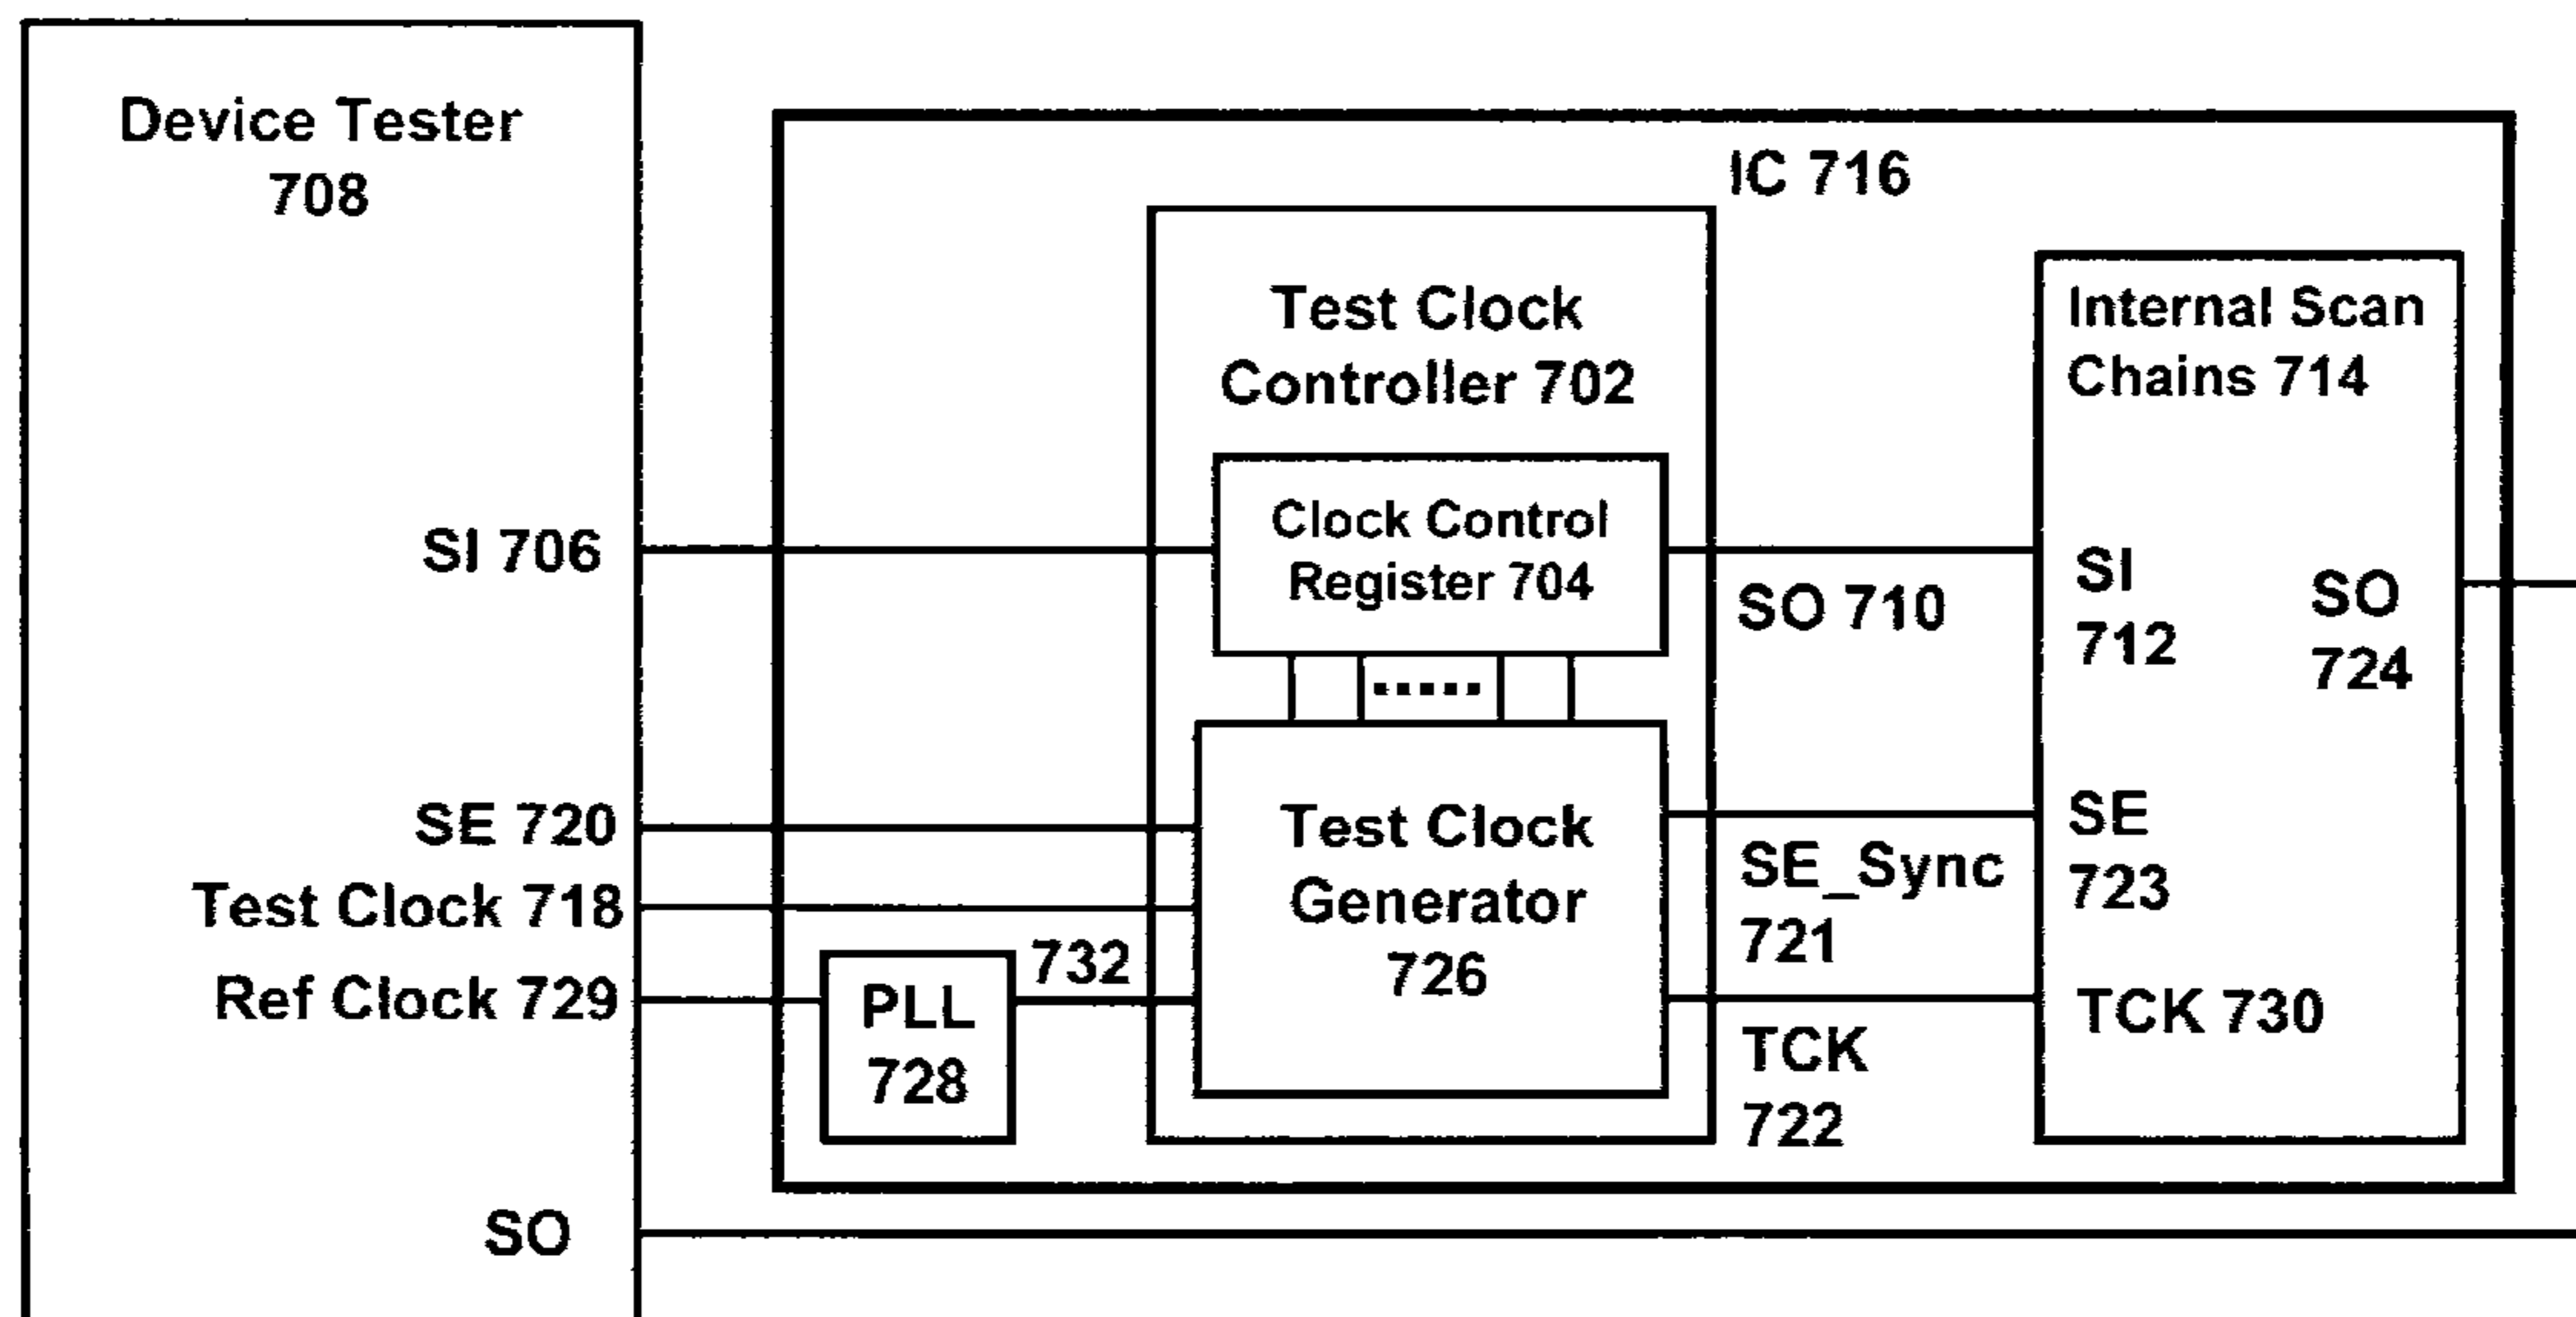 Device Tester
708
SI 706
SE 720
Test Clock 718
Ref Clock 729
SO
IC 716
Test Clock
Controller 702
Clock Control
Register 704
Test Clock
Generator
726
732
PLL
728
SO 710
SE_Sync
721
TCK
722
Internal Scan
Chains 714
SI
712
SO
724
SE
723
TCK 730